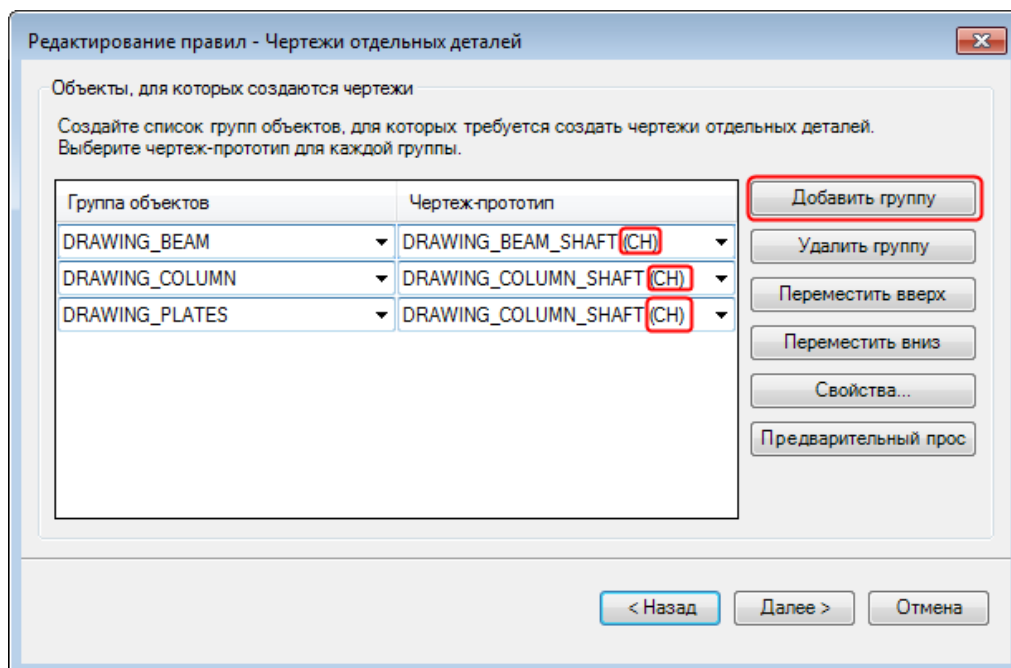 Редактирование правил - Чертежи отдельных деталей
Объекты, для которых создаются чертежи
Создайте список групп объектов, для которых требуется создать чертежи отдельных деталей.
Выберите чертеж-прототип для каждой группы.
Группа объектов Чертеж-прототип
DRAWING_BEAM DRAWING_BEAM_SHAFT (CH)
DRAWING_COLUMN DRAWING_COLUMN_SHAFT (CH)
DRAWING_PLATES DRAWING_COLUMN_SHAFT (CH)
Добавить группу
Удалить группу
Переместить вверх
Переместить вниз
Свойства...
Предварительный прос
< Назад Далее > Отмена